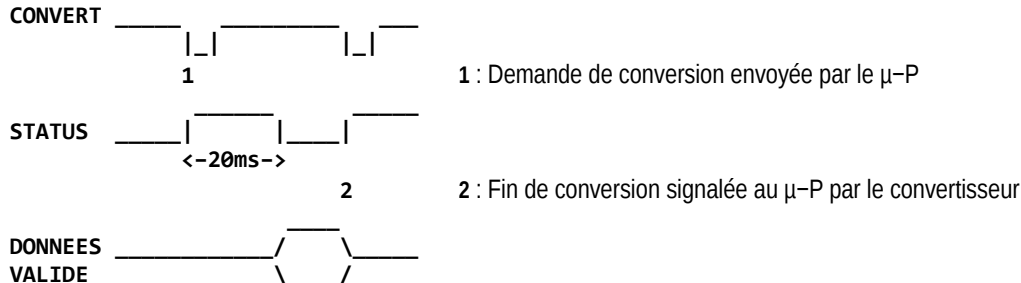 CONVERT
1 1 : Demande de conversion envoyée par le µ−P
STATUS
<−20ms−>
2 2 : Fin de conversion signalée au µ−P par le convertisseur
DONNEES
VALIDE